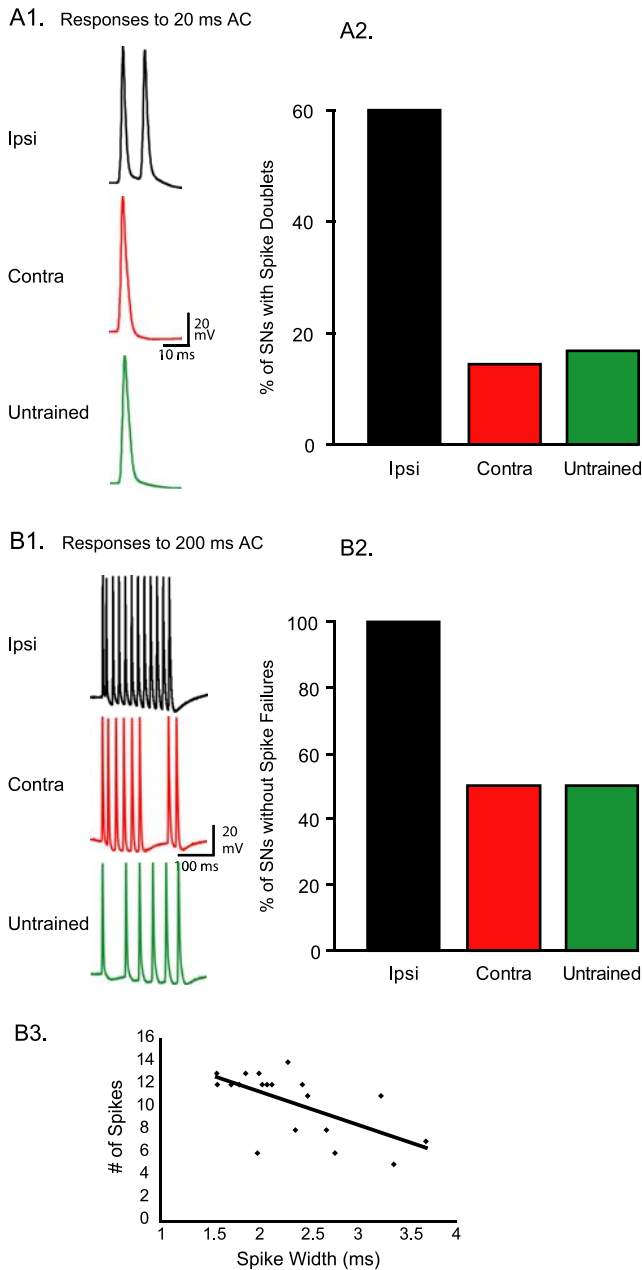 A1. Responses to 20 ms AC
Ipsi
Contra
20
mV
10 ms
Untrained
A2.
% of SNs with Spike Doublets
60
40
20
0
Ipsi Contra Untrained
B1. Responses to 200 ms AC
Ipsi
Contra
20
mV
100 ms
Untrained
B2.
% of SNs without Spike Failures
100
80
60
40
20
0
Ipsi Contra Untrained
B3.
# of Spikes
16
14
12
10
8
6
4
2
0
1 1.5 2 2.5 3 3.5 4
Spike Width (ms)